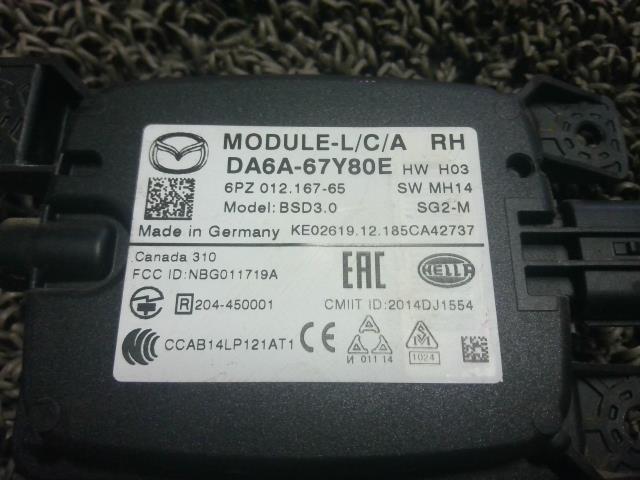 MODULE-L/C/A RH
DA6A-67Y80E HW H03
6PZ 012.167-65 SW MH14
Model: BSD3.0 SG2-M
Made in Germany KE02619.12.185CA42737
Canada 310
FCC ID: NBG011719A
EAC
HELLA
R 204-450001
CMIIT ID: 2014DJ1554
CCAB14LP121AT1
CE
И 011 14
1024